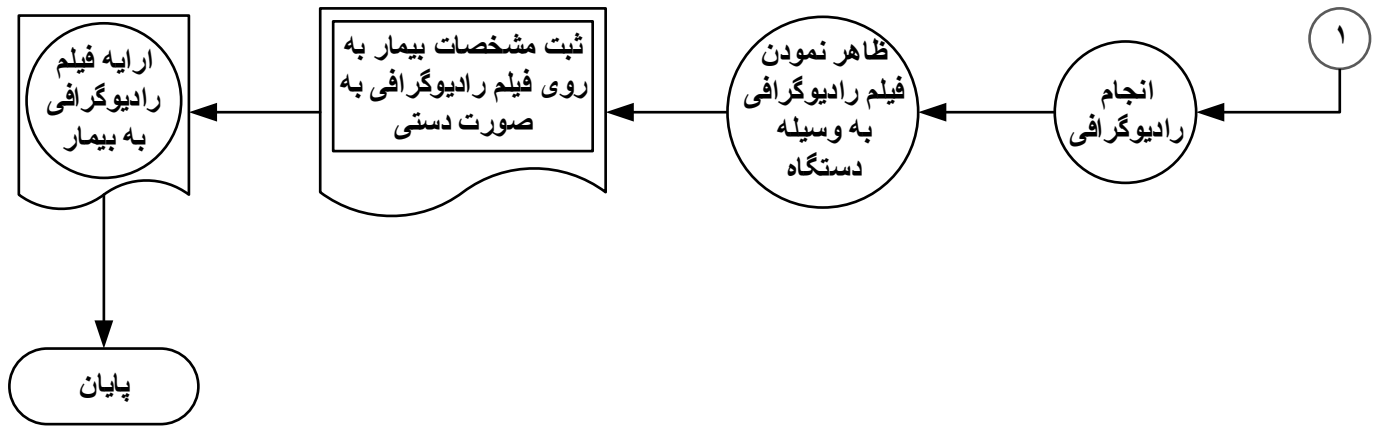 ۱
انجام
رادیوگرافی
ظاهر نمودن
فیلم رادیوگرافی
به وسیله
دستگاه
ثبت مشخصات بیمار به
روی فیلم رادیوگرافی به
صورت دستی
ارایه فیلم
رادیوگرافی
به بیمار
پایان